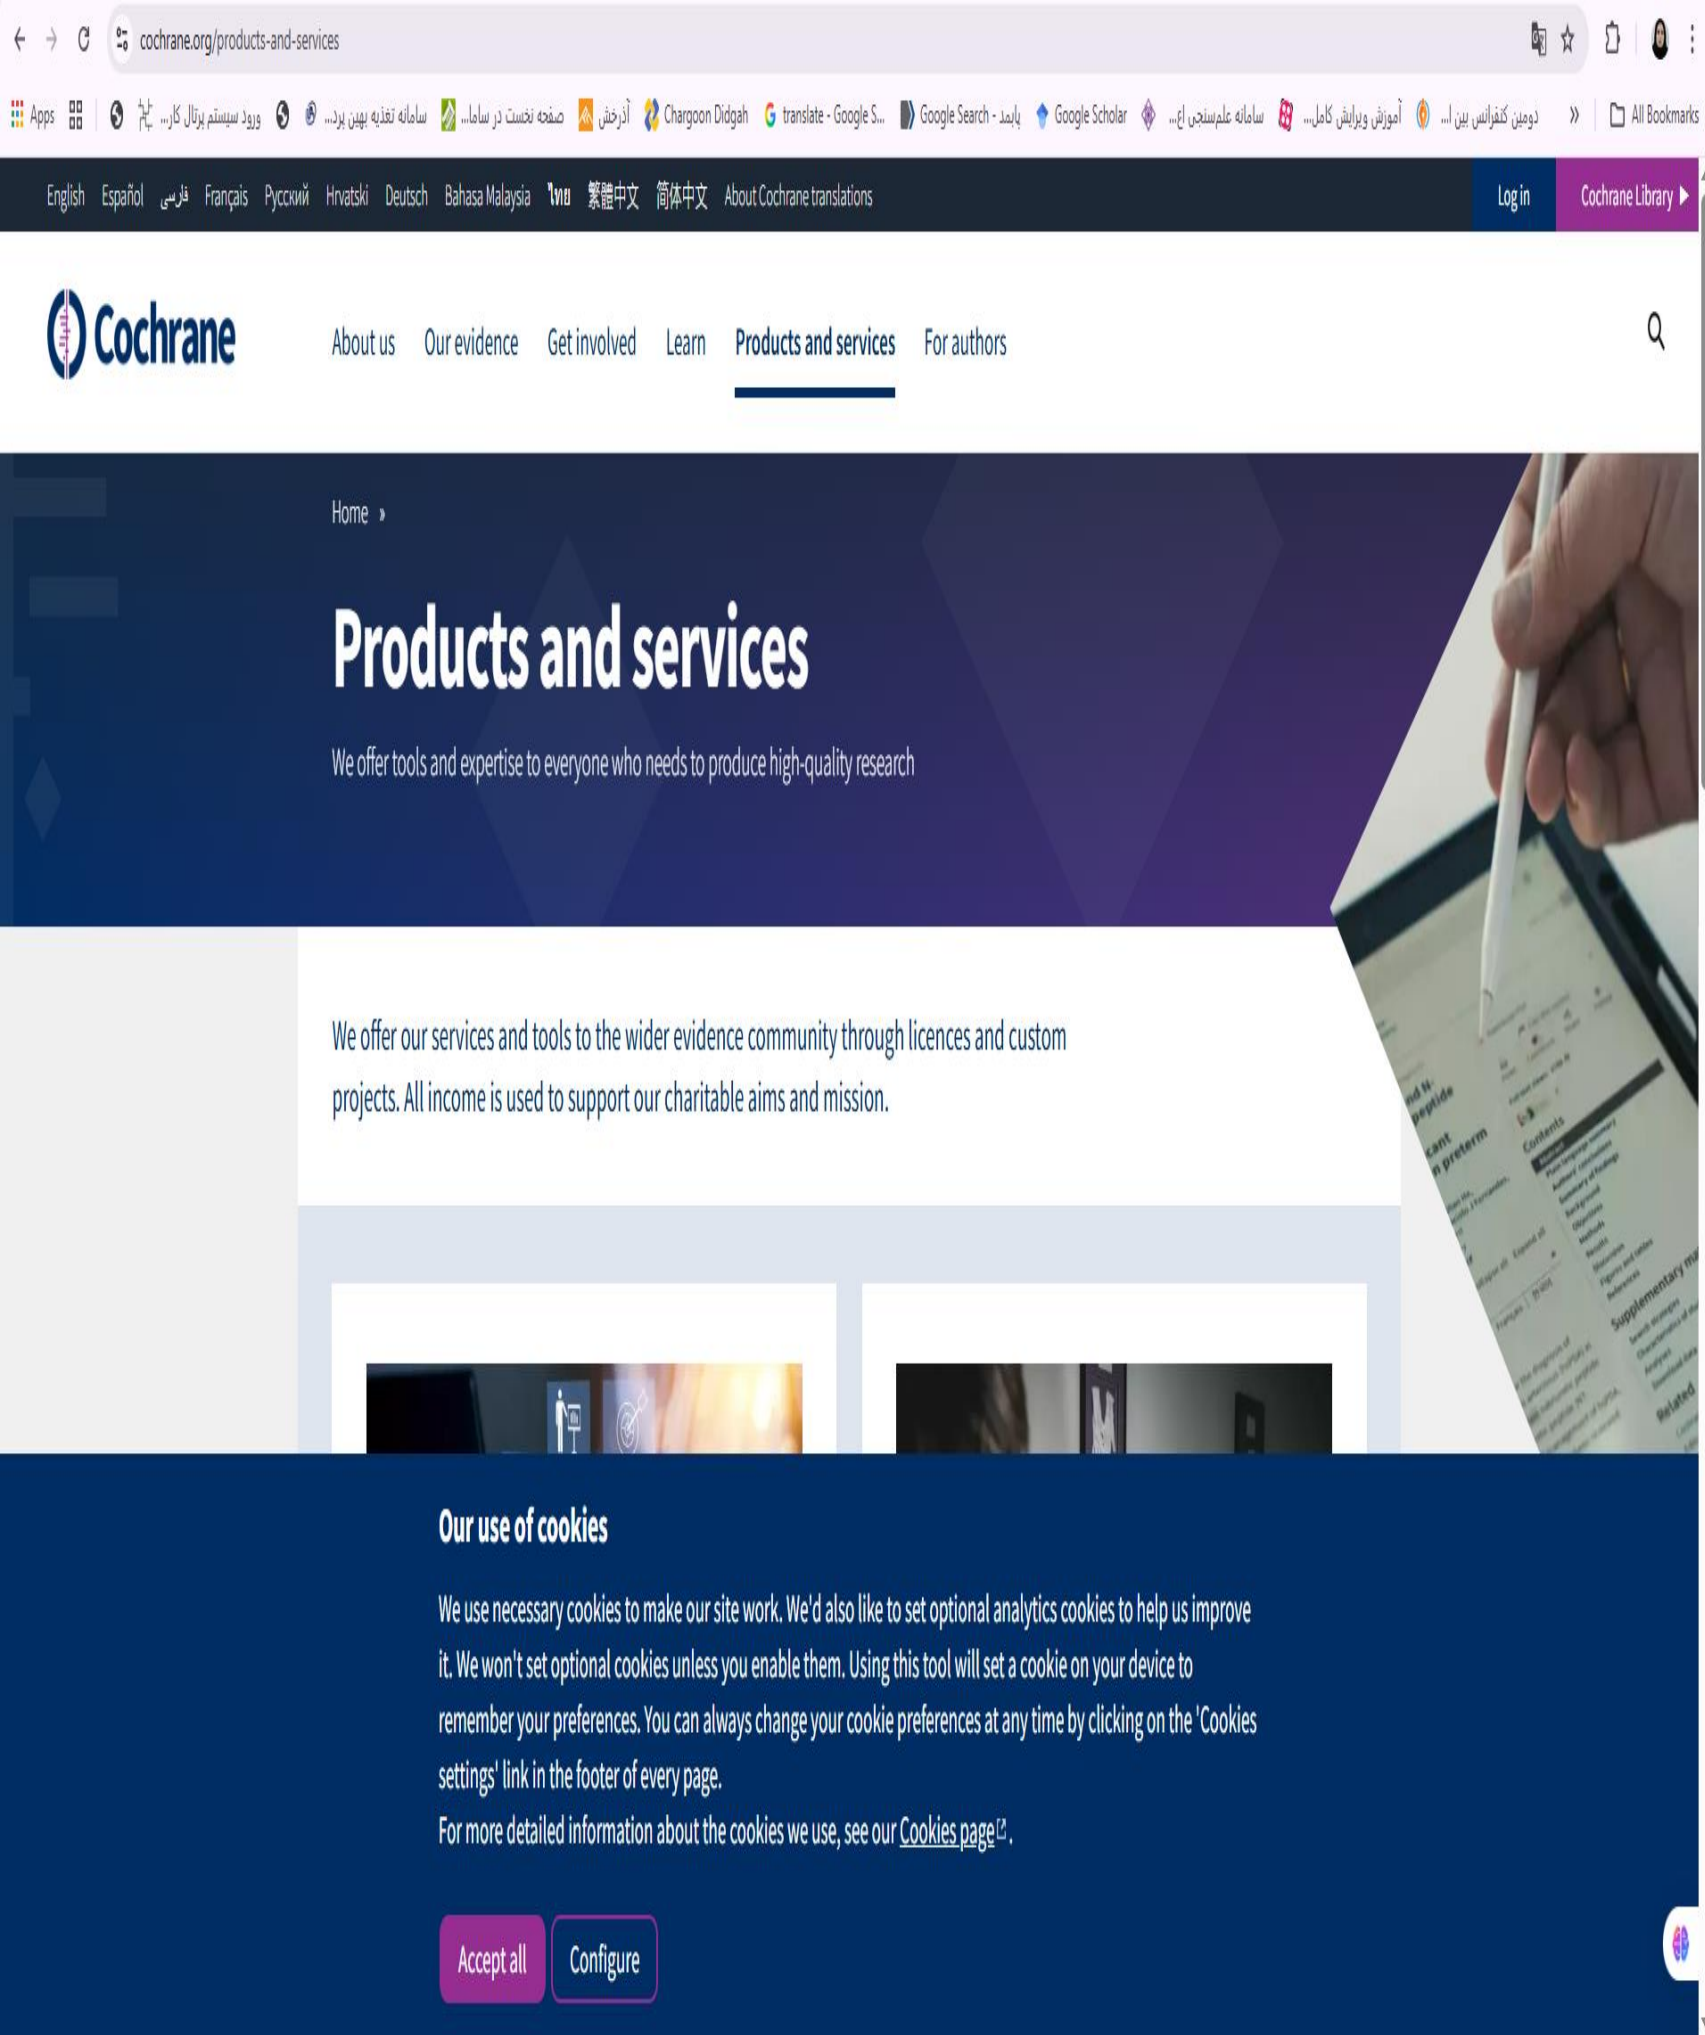 cochrane.org/products-and-services
Apps ورود سیستم پرتال کار... سامانه تغذیه بهین پرد... صفحه نخست در ساما... آذرخش Chargoon Didgah translate - Google S... پابمد - Google Search Google Scholar سامانه علم‌سنجی اع... آموزش ویرایش کامل... دومین کنفرانس بین ا... » All Bookmarks
English Español فارسی Français Русский Hrvatski Deutsch Bahasa Malaysia ไทย 繁體中文 简体中文 About Cochrane translations Log in Cochrane Library
Cochrane About us Our evidence Get involved Learn Products and services For authors
Home »
Products and services
We offer tools and expertise to everyone who needs to produce high-quality research
We offer our services and tools to the wider evidence community through licences and custom
projects. All income is used to support our charitable aims and mission.
preterm
Contents
Supplementary
Related
Our use of cookies
We use necessary cookies to make our site work. We'd also like to set optional analytics cookies to help us improve
it. We won't set optional cookies unless you enable them. Using this tool will set a cookie on your device to
remember your preferences. You can always change your cookie preferences at any time by clicking on the 'Cookies
settings' link in the footer of every page.
For more detailed information about the cookies we use, see our Cookies page.
Accept all Configure